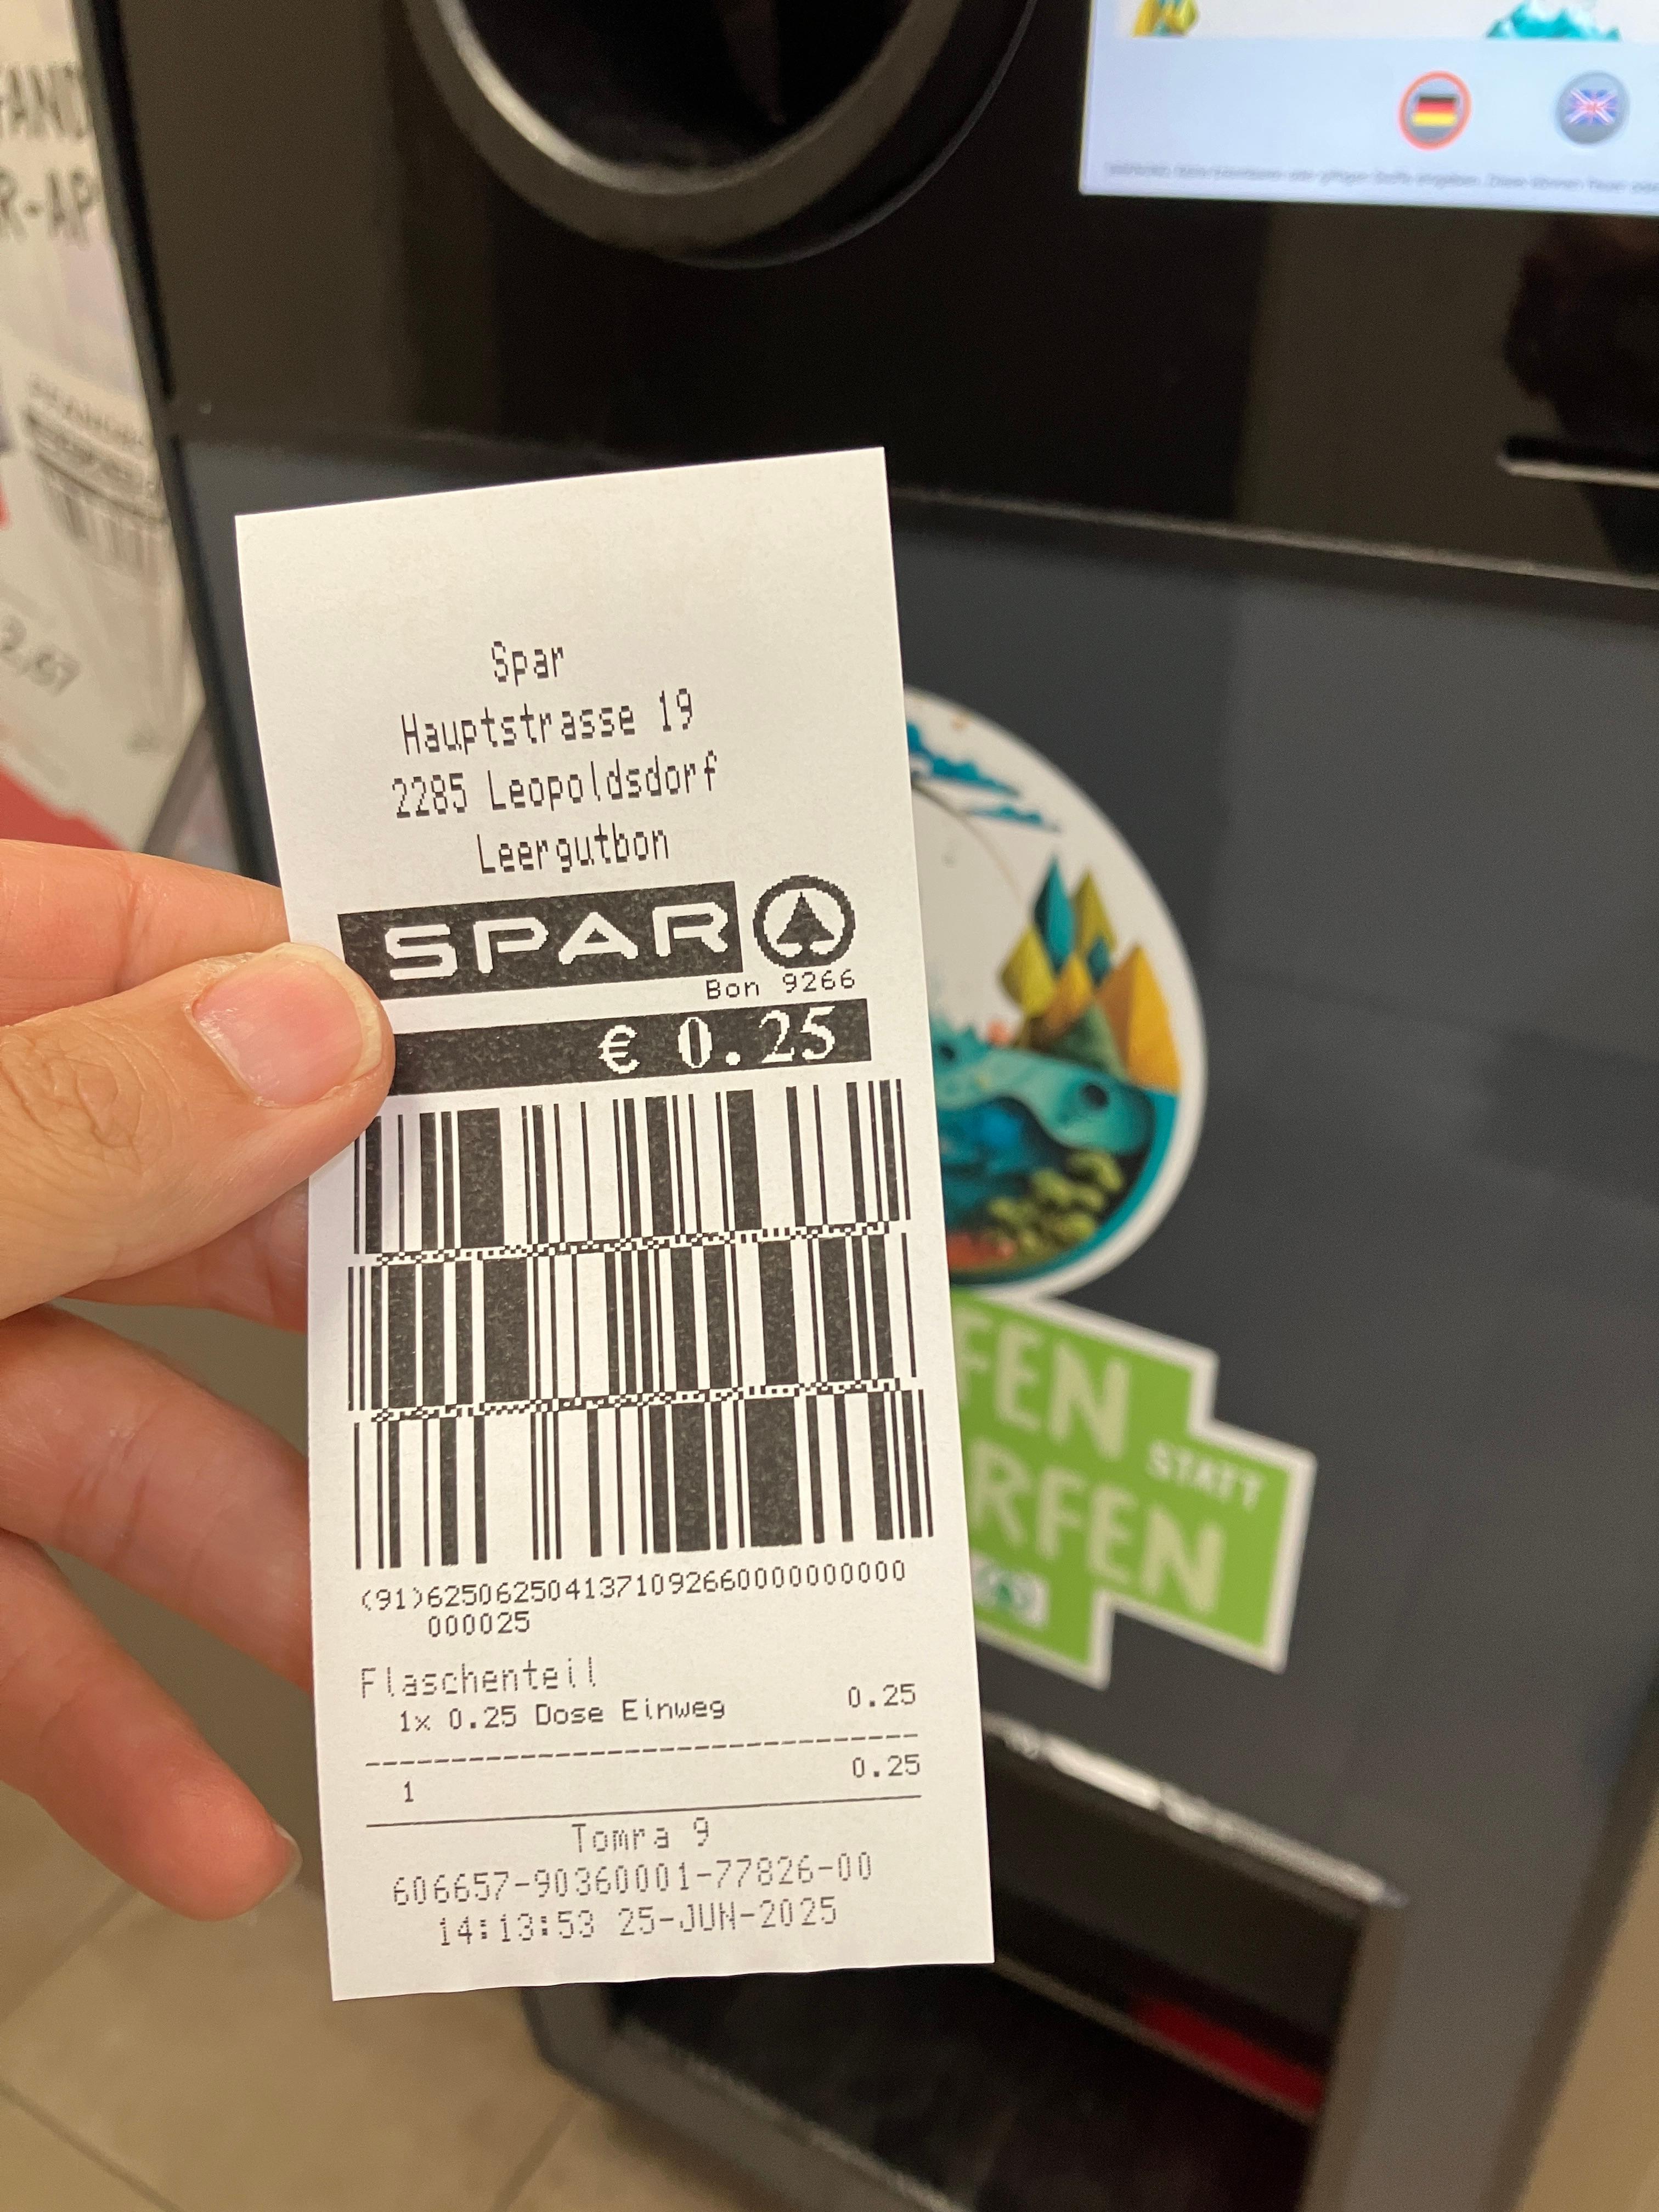 Spar
Hauptstrasse 19
2285 Leopoldsdorf
Leergutbon
SPAR
Bon 9266
€ 0.25
(91)6250625041371092660000000000
000025
Flaschenteil
1x 0.25 Dose Einweg 0.25
1 0.25
Tomra 9
606657-90360001-77826-00
14:13:53 25-JUN-2025
FEN
STATT
RFEN